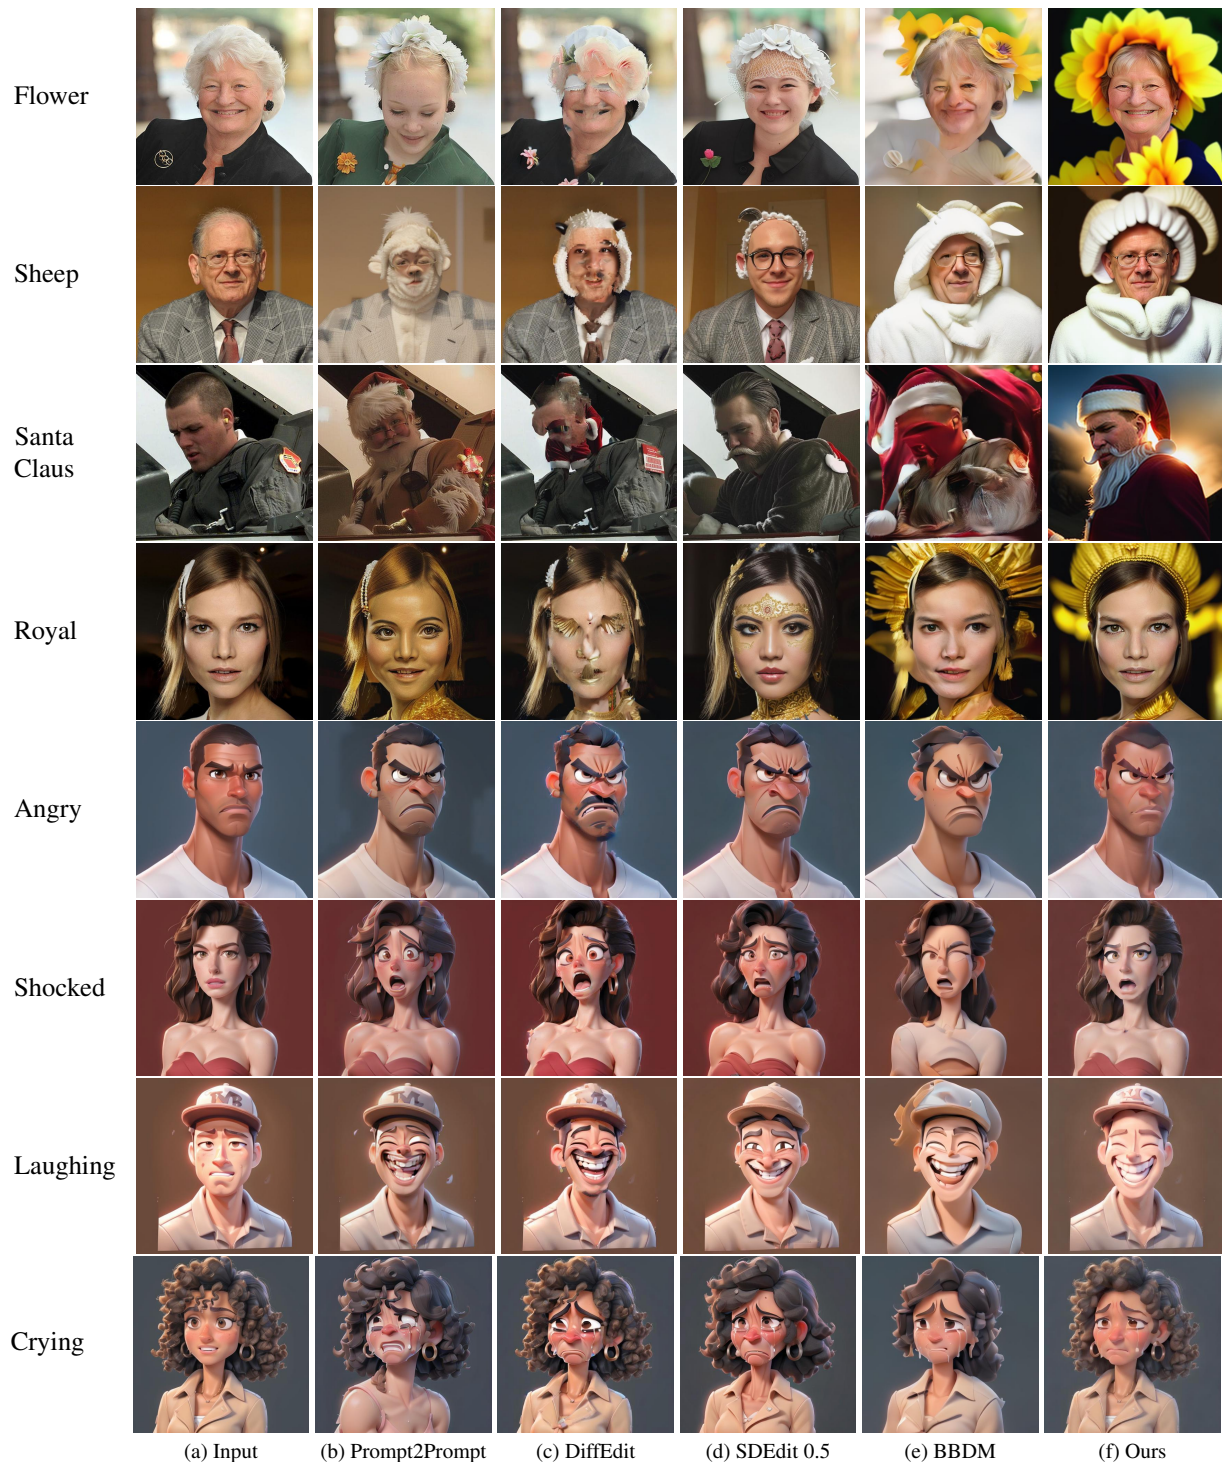 Flower
Sheep
Santa
Claus
Royal
Angry
Shocked
Laughing
Crying
(a) Input
(b) Prompt2Prompt
(c) DiffEdit
(d) SDEdit 0.5
(e) BBDM
(f) Ours